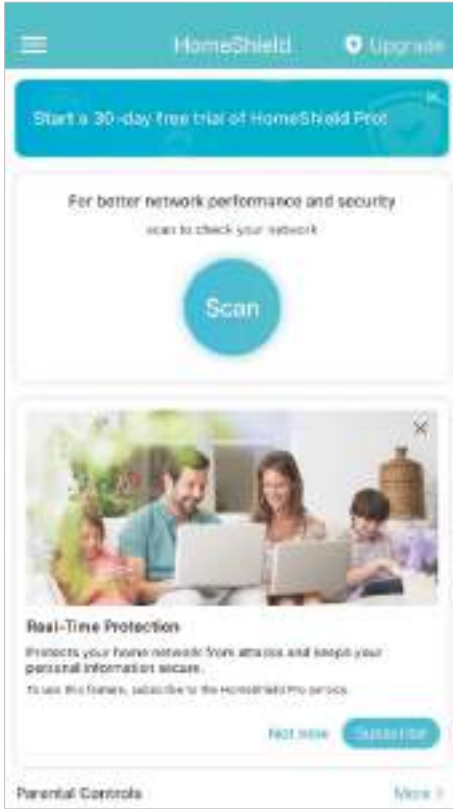 HomeShield
Upgrade
Start a 30-day free trial of HomeShield Pro!
For better network performance and security
scan to check your network
Scan
Real-Time Protection
Protects your home network from attacks and keeps your
personal information secure.
To use this feature, subscribe to the HomeShield Pro service.
Not now
Subscribe
Parental Controls
More